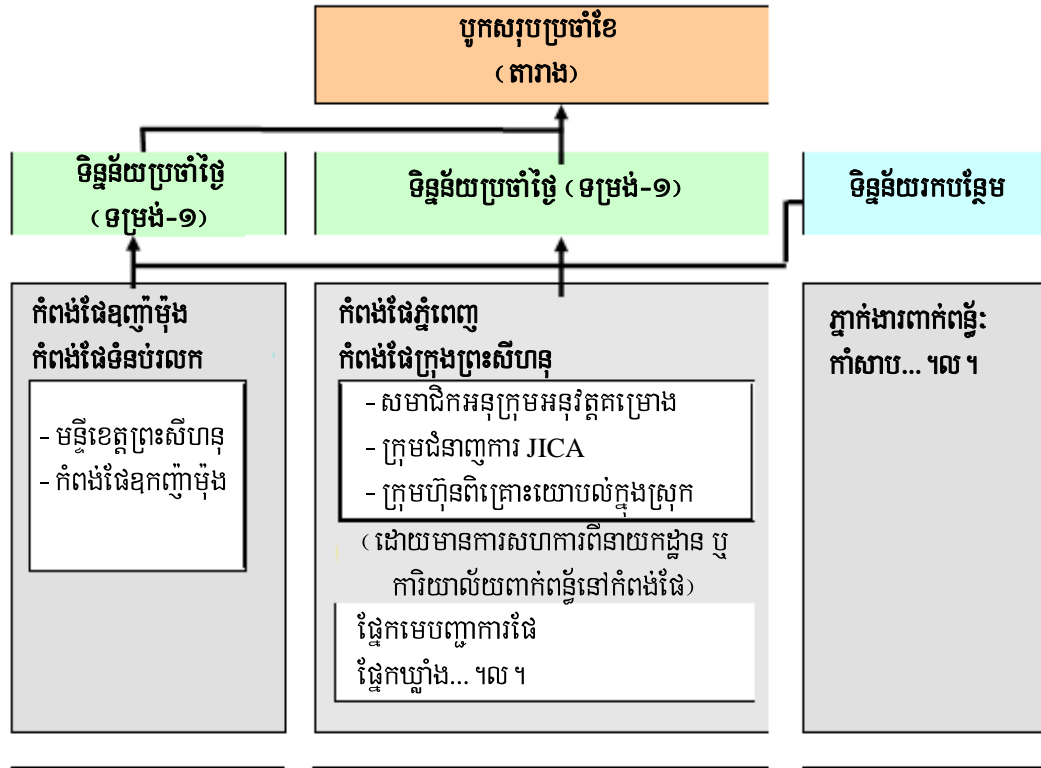 បូកសរុបប្រចាំខែ
(តារាង)
ទិន្នន័យប្រចាំថ្ងៃ
(ទម្រង់-១)
ទិន្នន័យប្រចាំថ្ងៃ (ទម្រង់-១)
ទិន្នន័យរកបន្ថែម
កំពង់ផែឧញ៉ាម៉ុង
កំពង់ផែទំនប់រលក
- មន្ទីខេត្តព្រះសីហនុ
- កំពង់ផែឧកញ៉ាម៉ុង
កំពង់ផែភ្នំពេញ
កំពង់ផែក្រុងព្រះសីហនុ
- សមាជិកអនុក្រុមអនុវត្តគម្រោង
- ក្រុមជំនាញការ JICA
- ក្រុមហ៊ុនពិគ្រោះយោបល់ក្នុងស្រុក
(ដោយមានការសហការពីនាយកដ្ឋាន ឬ
ការិយាល័យពាក់ពន្ធ័នៅកំពង់ផែ)
ផ្នែកមេបញ្ជាការផែ
ផ្នែកឃ្លាំង... ។ល ។
ភ្នាក់ងារពាក់ពន្ធ័ៈ
កាំសាប... ។ល ។